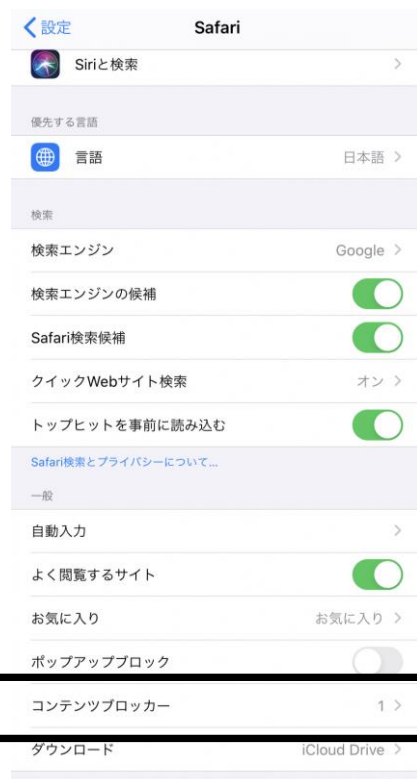 設定 Safari
Siriと検索
優先する言語
言語 日本語
検索
検索エンジン Google
検索エンジンの候補
Safari検索候補
クイックWebサイト検索 オン
トップヒットを事前に読み込む
Safari検索とプライバシーについて...
一般
自動入力
よく閲覧するサイト
お気に入り お気に入り
ポップアップブロック
コンテンツブロッカー 1
ダウンロード iCloud Drive